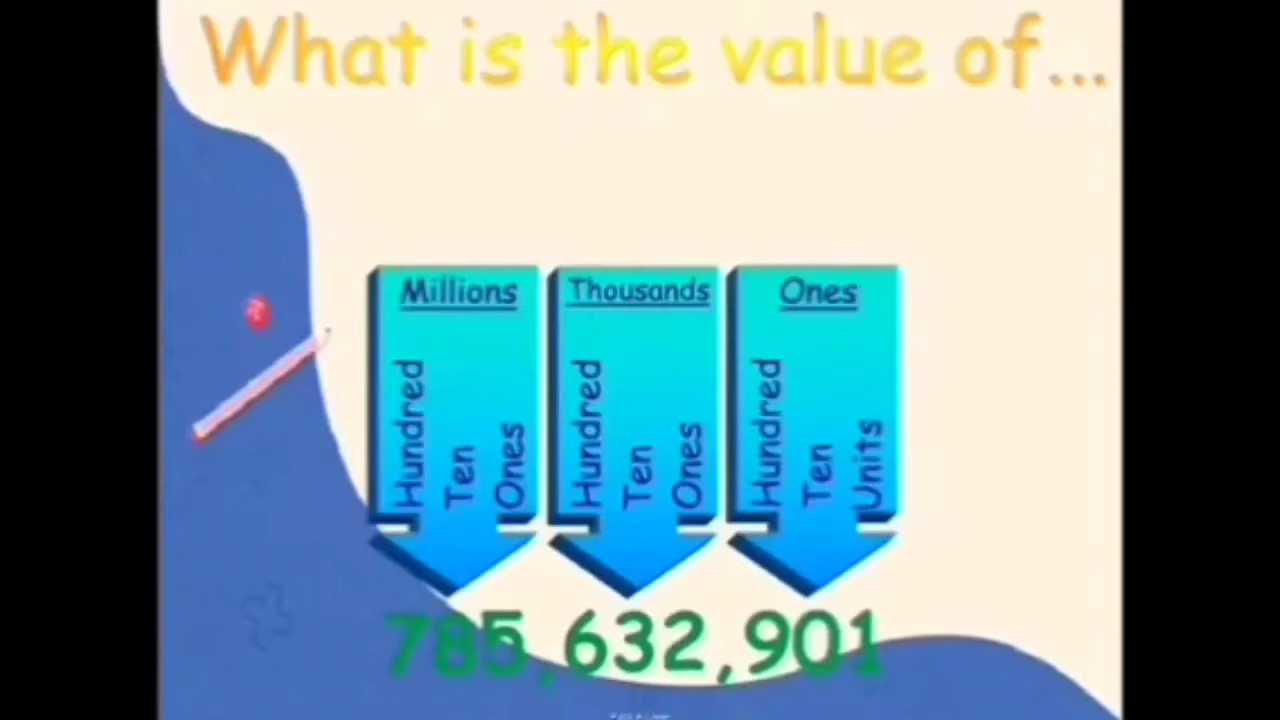 What is the value of...
Millions
Hundred
Ten
Ones
Thousands
Hundred
Ten
Ones
Ones
Hundred
Ten
Units
785,632,901